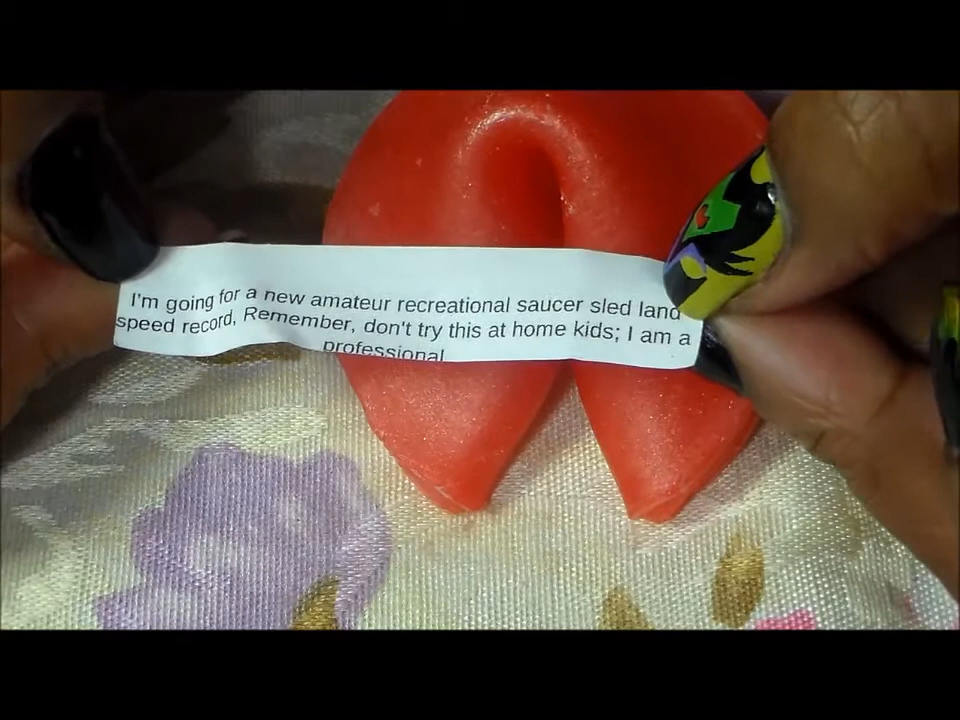 I'm going for a new amateur recreational saucer sled land
speed record, Remember, don't try this at home kids; I am a
professional